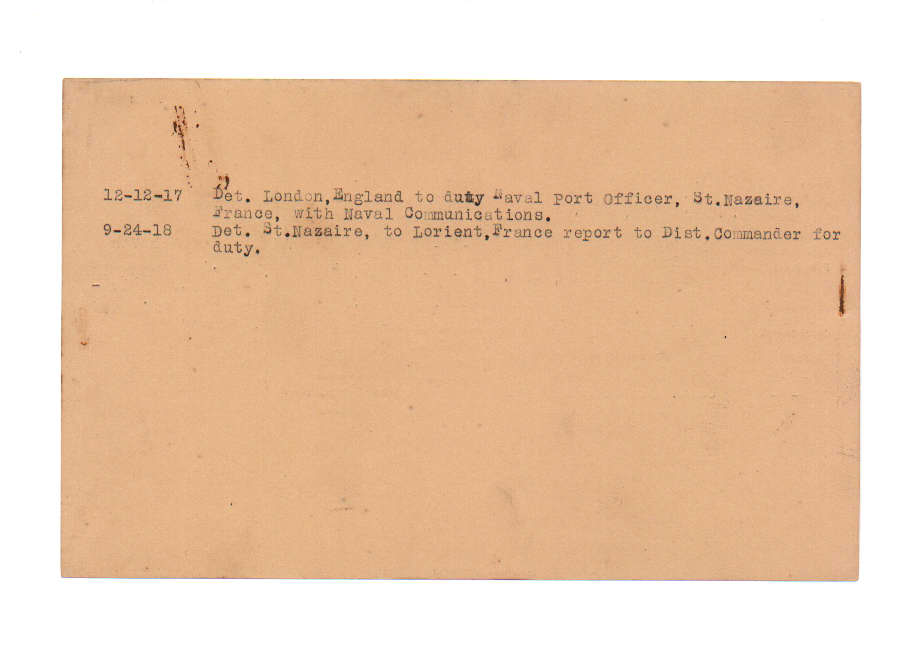 12-12-17 Det. London,England to duty Naval Port Officer, St.Nazaire,
France, with Naval Communications.
9-24-18 Det. St.Nazaire, to Lorient,France report to Dist.Commander for
duty.